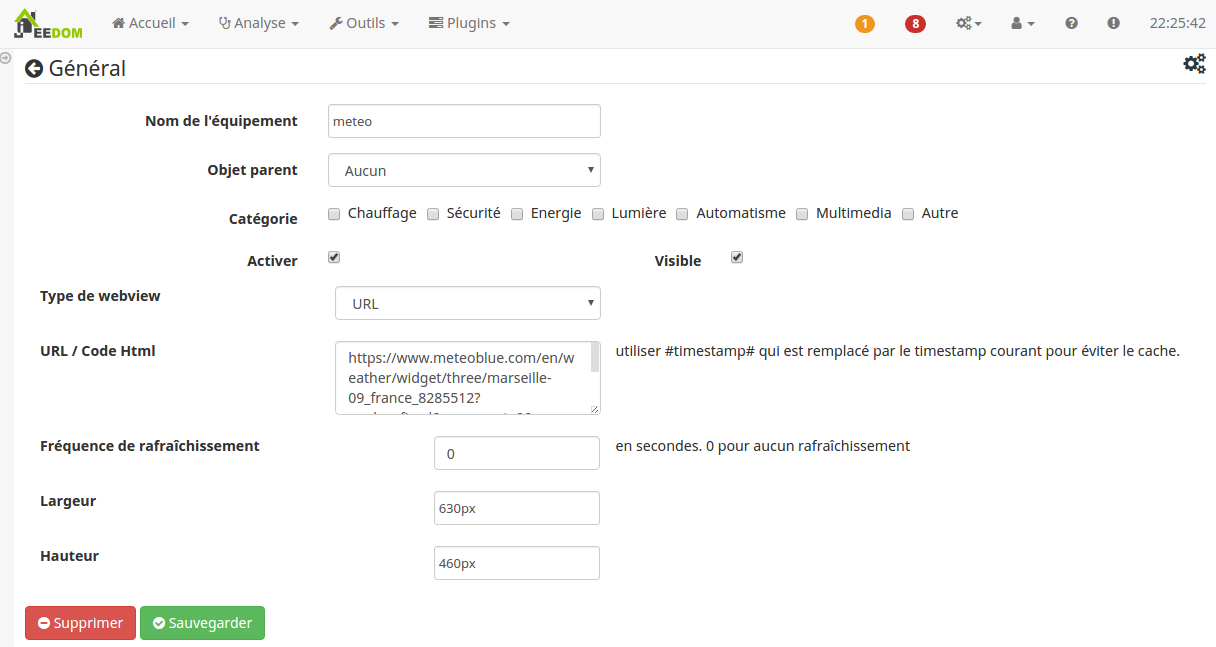 JEEDOM Accueil Analyse Outils Plugins 1 8 22:25:42
Général
Nom de l'équipement meteo
Objet parent Aucun
Catégorie Chauffage Sécurité Energie Lumière Automatisme Multimedia Autre
Activer Visible
Type de webview URL
URL / Code Html https://www.meteoblue.com/en/w utiliser #timestamp# qui est remplacé par le timestamp courant pour éviter le cache.
eather/widget/three/marseille-
09_france_8285512?
Fréquence de rafraîchissement 0 en secondes. 0 pour aucun rafraîchissement
Largeur 630px
Hauteur 460px
Supprimer Sauvegarder